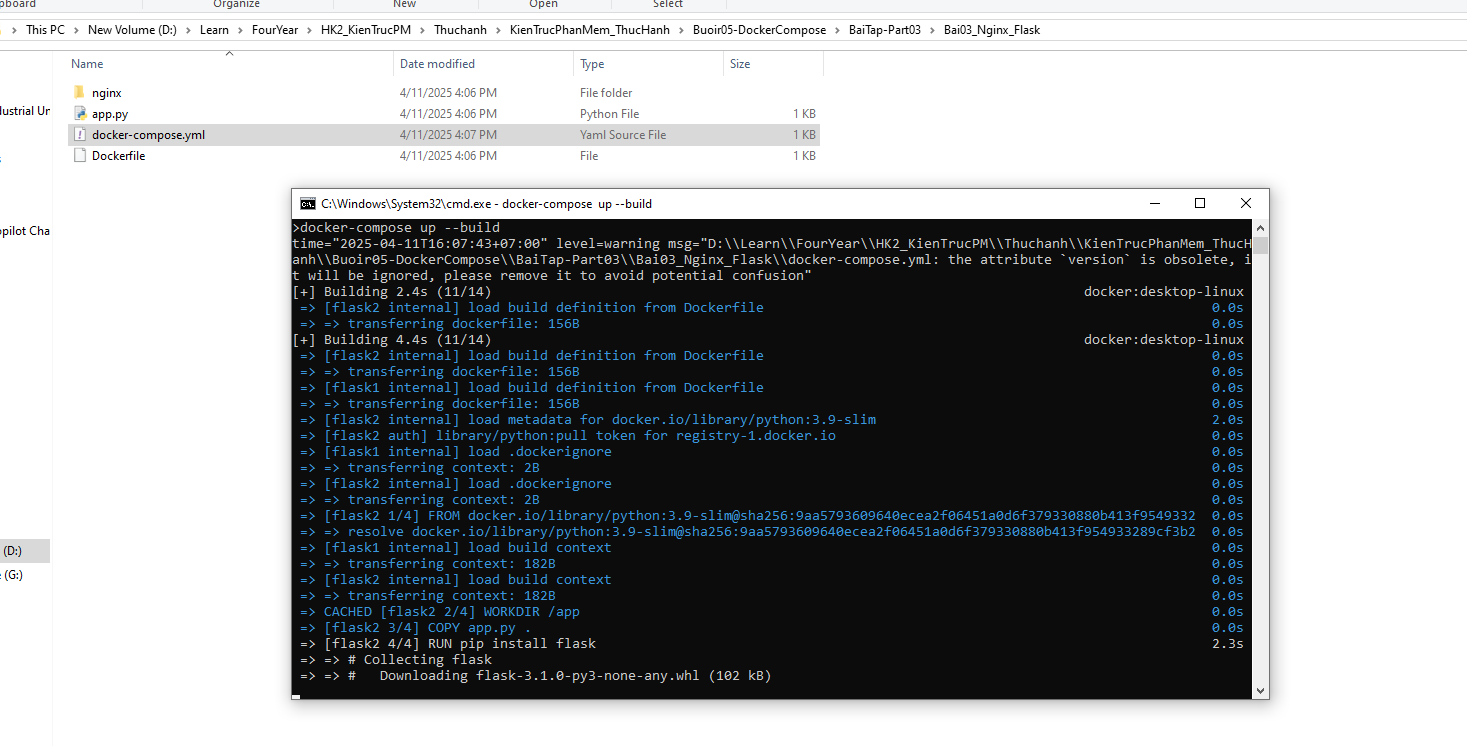 pboard Organize New Open Select
This PC > New Volume (D:) > Learn > FourYear > HK2_KienTrucPM > Thuchanh > KienTrucPhanMem_ThucHanh > Buoir05-DockerCompose > BaiTap-Part03 > Bai03_Nginx_Flask
Name Date modified Type Size
nginx 4/11/2025 4:06 PM File folder
dustrial Un
app.py 4/11/2025 4:06 PM Python File 1 KB
docker-compose.yml 4/11/2025 4:07 PM Yaml Source File 1 KB
Dockerfile 4/11/2025 4:06 PM File 1 KB
opilot Cha
(D:)
(G:)
C:\Windows\System32\cmd.exe - docker-compose  up --build
>docker-compose up --build
time="2025-04-11T16:07:43+07:00" level=warning msg="D:\\Learn\\FourYear\\HK2_KienTrucPM\\Thuchanh\\KienTrucPhanMem_ThucH
anh\\Buoir05-DockerCompose\\BaiTap-Part03\\Bai03_Nginx_Flask\\docker-compose.yml: the attribute `version` is obsolete, i
t will be ignored, please remove it to avoid potential confusion"
[+] Building 2.4s (11/14) docker:desktop-linux
=> [flask2 internal] load build definition from Dockerfile 0.0s
=> => transferring dockerfile: 156B 0.0s
[+] Building 4.4s (11/14) docker:desktop-linux
=> [flask2 internal] load build definition from Dockerfile 0.0s
=> => transferring dockerfile: 156B 0.0s
=> [flask1 internal] load build definition from Dockerfile 0.0s
=> => transferring dockerfile: 156B 0.0s
=> [flask2 internal] load metadata for docker.io/library/python:3.9-slim 2.0s
=> [flask2 auth] library/python:pull token for registry-1.docker.io 0.0s
=> [flask1 internal] load .dockerignore 0.0s
=> => transferring context: 2B 0.0s
=> [flask2 internal] load .dockerignore 0.0s
=> => transferring context: 2B 0.0s
=> [flask2 1/4] FROM docker.io/library/python:3.9-slim@sha256:9aa5793609640ecea2f06451a0d6f379330880b413f9549332 0.0s
=> => resolve docker.io/library/python:3.9-slim@sha256:9aa5793609640ecea2f06451a0d6f379330880b413f954933289cf3b2 0.0s
=> [flask1 internal] load build context 0.0s
=> => transferring context: 182B 0.0s
=> [flask2 internal] load build context 0.0s
=> => transferring context: 182B 0.0s
=> CACHED [flask2 2/4] WORKDIR /app 0.0s
=> [flask2 3/4] COPY app.py . 0.0s
=> [flask2 4/4] RUN pip install flask 2.3s
=> => # Collecting flask
=> => #   Downloading flask-3.1.0-py3-none-any.whl (102 kB)